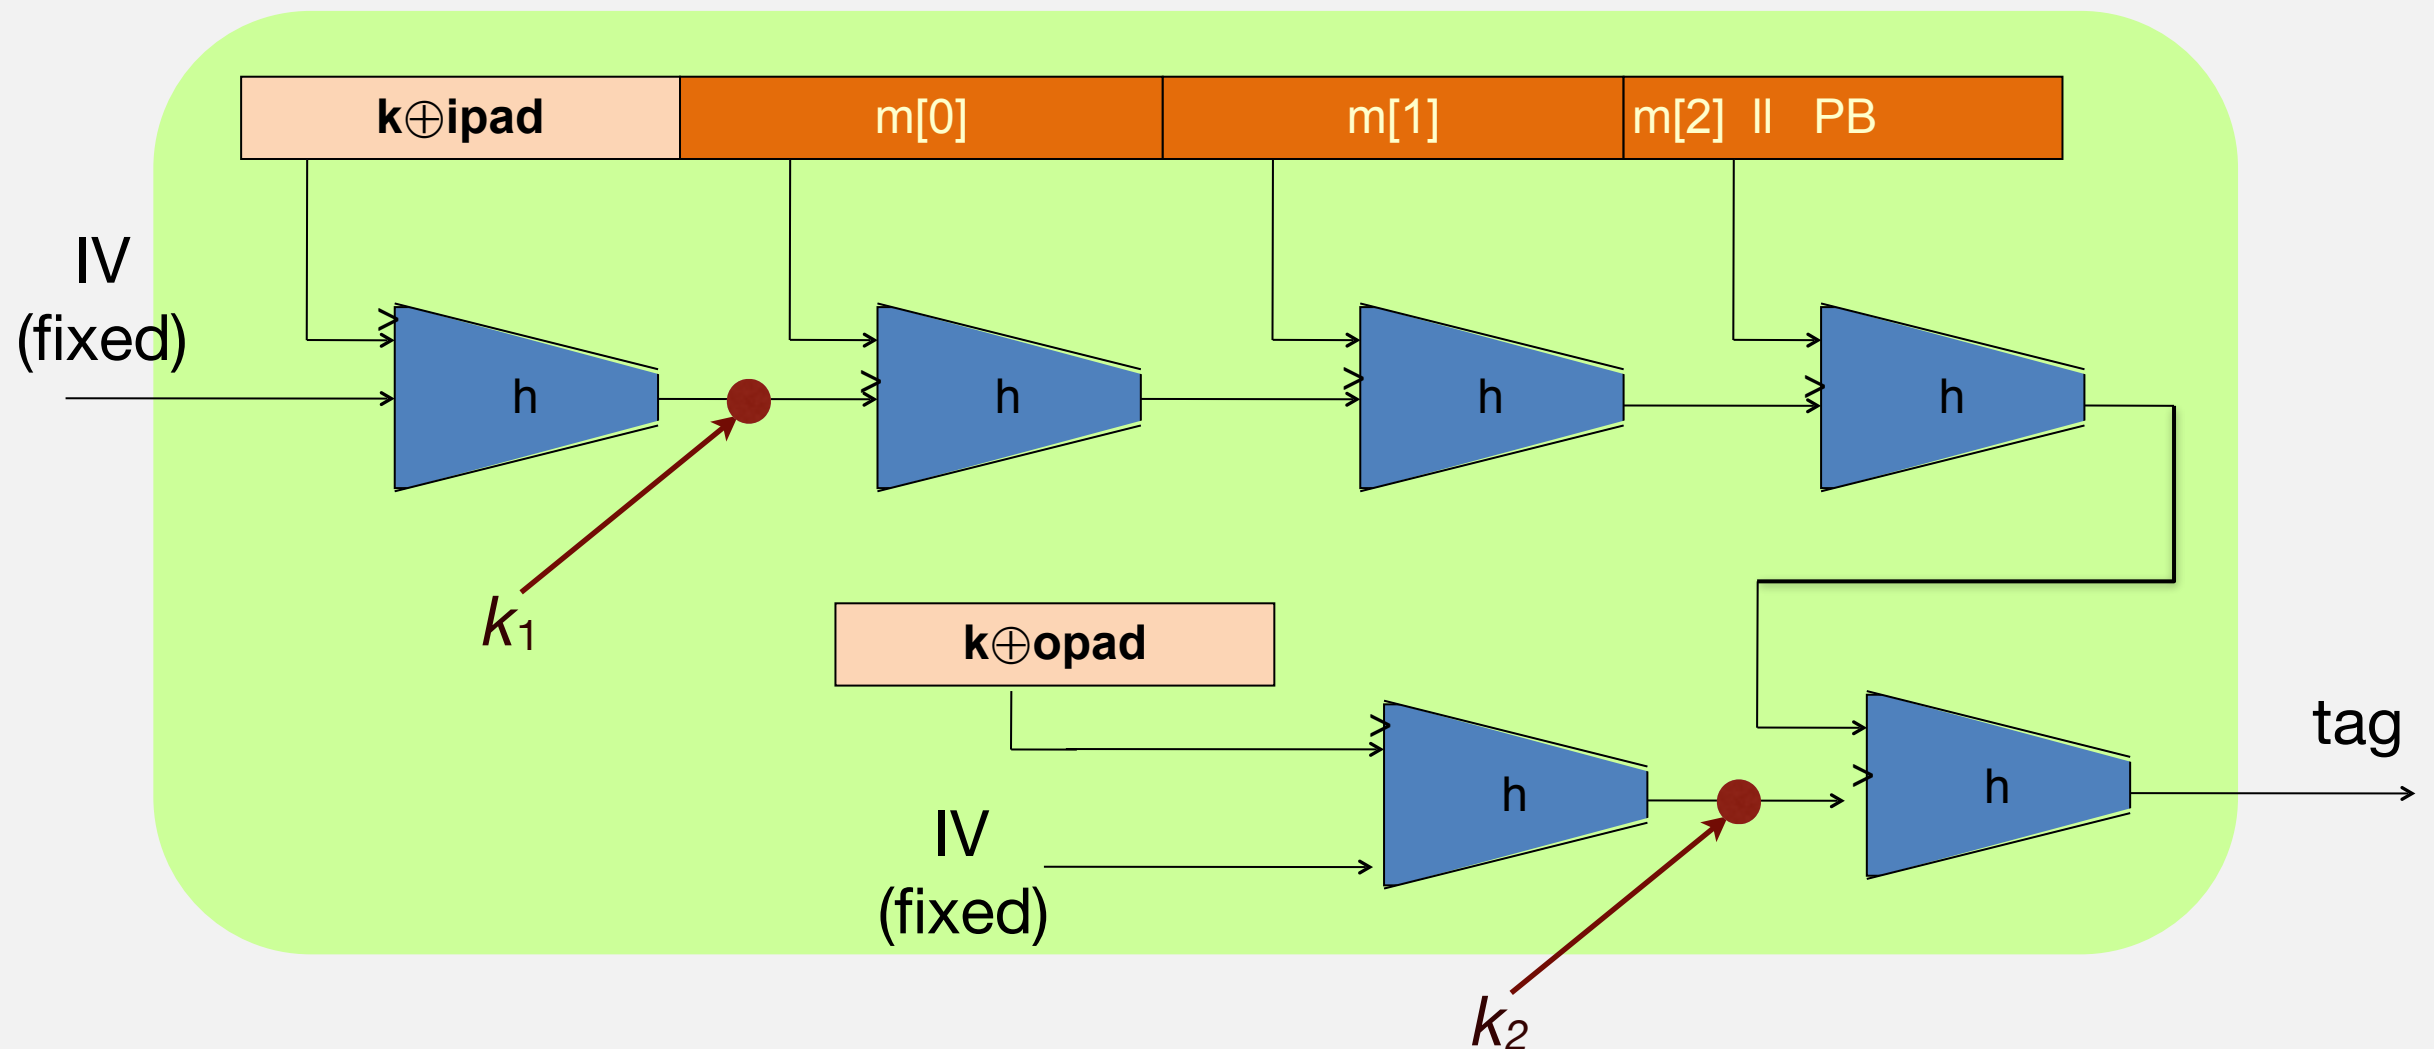 k⊕ipad m[0] m[1] m[2] ll PB
IV
(fixed)
h h h h
k1
k⊕opad
tag
h h
IV
(fixed)
k2